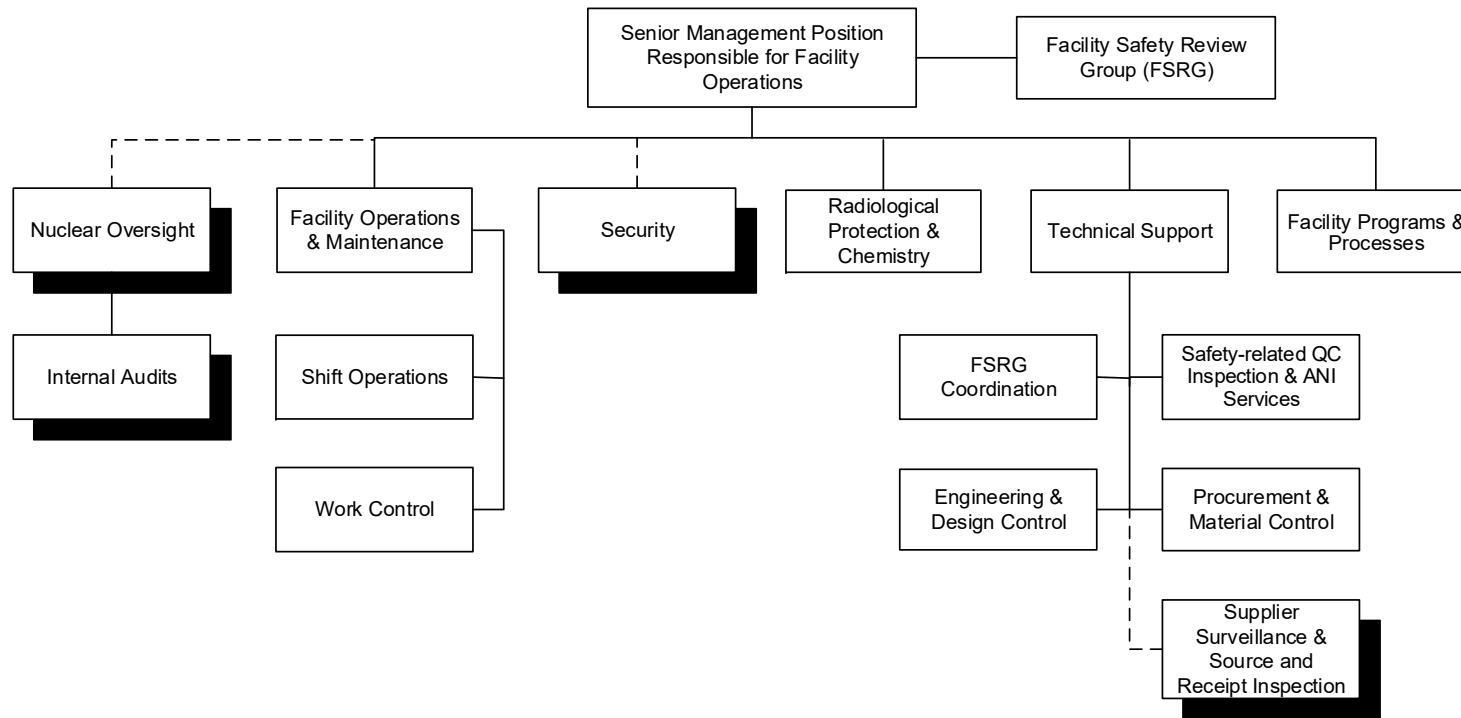 Senior Management Position
Responsible for Facility
Operations
Facility Safety Review
Group (FSRG)
Nuclear Oversight
Facility Operations
& Maintenance
Security
Radiological
Protection &
Chemistry
Technical Support
Facility Programs &
Processes
Internal Audits
Shift Operations
FSRG
Coordination
Safety-related QC
Inspection & ANI
Services
Work Control
Engineering &
Design Control
Procurement &
Material Control
Supplier
Surveillance &
Source and
Receipt Inspection